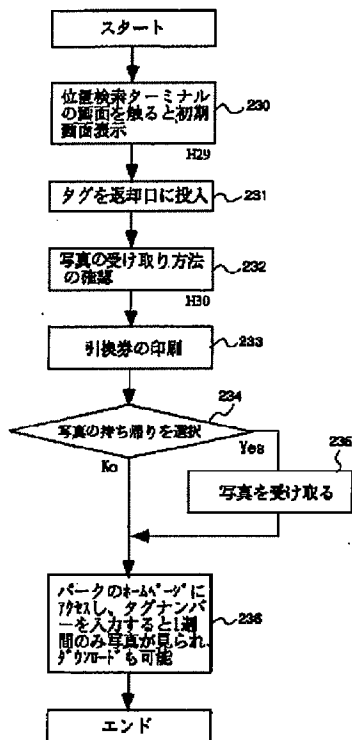 スタート
位置検索ターミナル
の画面を触ると初期
画面表示
230
H29
タグを返却口に投入
231
写真の受け取り方法
の確認
232
H30
引換券の印刷
233
234
写真の持ち帰りを選択
Yes
No
235
写真を受け取る
パークのホームページに
アクセスし、タグナンバ
ーを入力すると1週
間のみ写真が見られ、
ダウンロードも可能
236
エンド